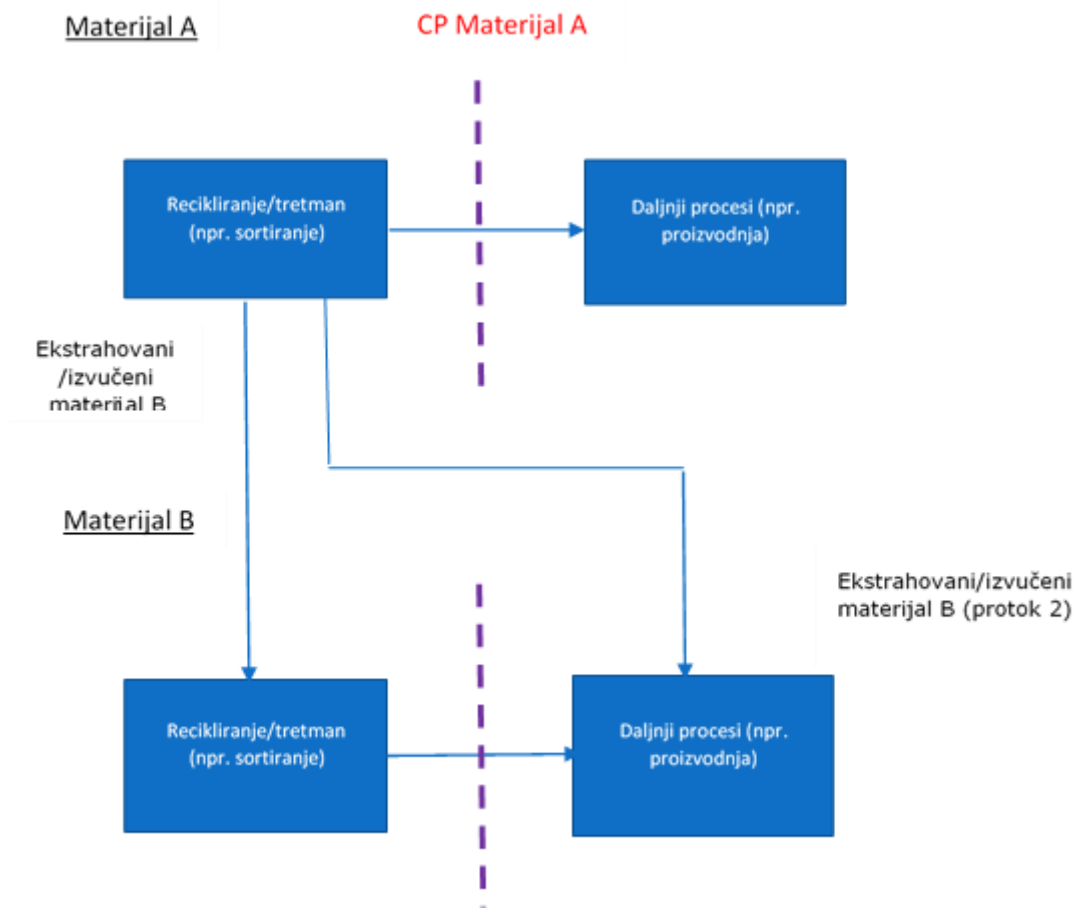 Materijal A
CP Materijal A
Recikliranje/tretman
(npr. sortiranje)
Daljnji procesi (npr.
proizvodnja)
Ekstrahovani
/izvučeni
materijal B
Materijal B
Ekstrahovani/izvučeni
materijal B (protok 2)
Recikliranje/tretman
(npr. sortiranje)
Daljnji procesi (npr.
proizvodnja)